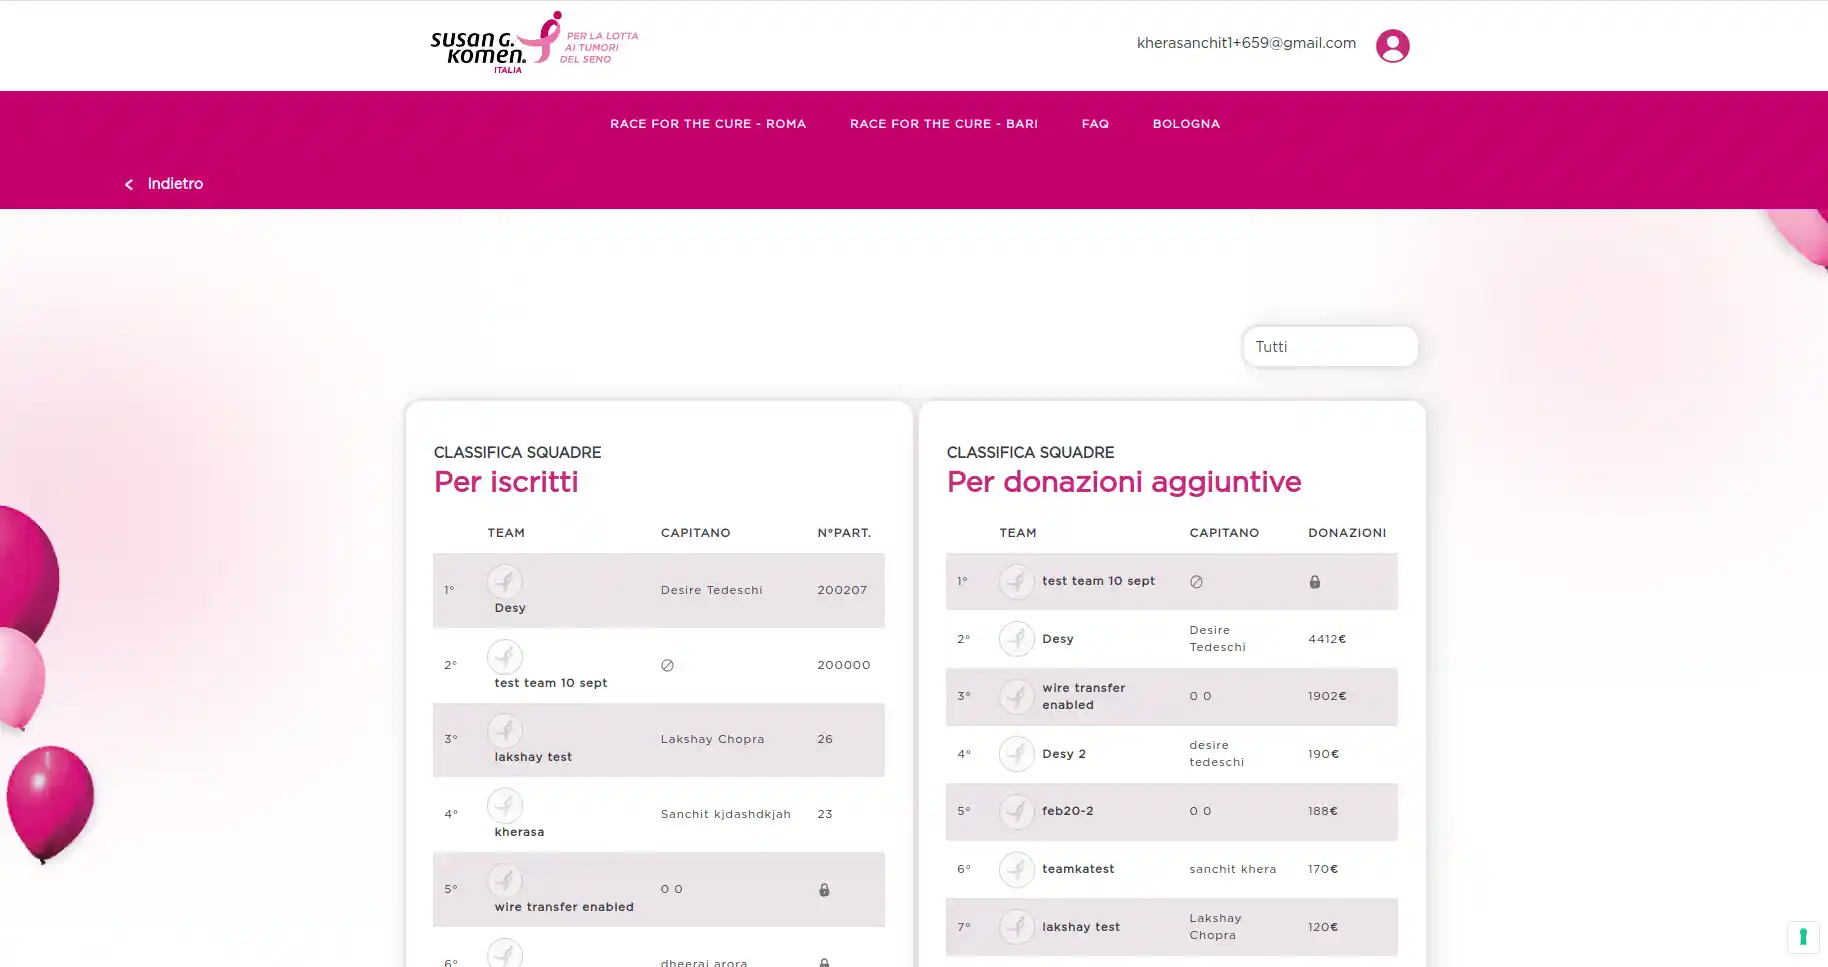 susan g.
komen.
ITALIA
PER LA LOTTA
AI TUMORI
DEL SENO
kherasanchit1+659@gmail.com
RACE FOR THE CURE - ROMA
RACE FOR THE CURE - BARI
FAQ
BOLOGNA
Indietro
Tutti
CLASSIFICA SQUADRE
Per iscritti
TEAM CAPITANO N°PART.
1° Desy Desire Tedeschi 200207
2° test team 10 sept 200000
3° lakshay test Lakshay Chopra 26
4° kherasa Sanchit kjdashdkjah 23
5° wire transfer enabled 0 0
6° dheeraj arora
CLASSIFICA SQUADRE
Per donazioni aggiuntive
TEAM CAPITANO DONAZIONI
1° test team 10 sept
2° Desy Desire
Tedeschi 4412€
3° wire transfer
enabled 0 0 1902€
4° Desy 2 desire
tedeschi 190€
5° feb20-2 0 0 188€
6° teamkatest sanchit khera 170€
7° lakshay test Lakshay
Chopra 120€